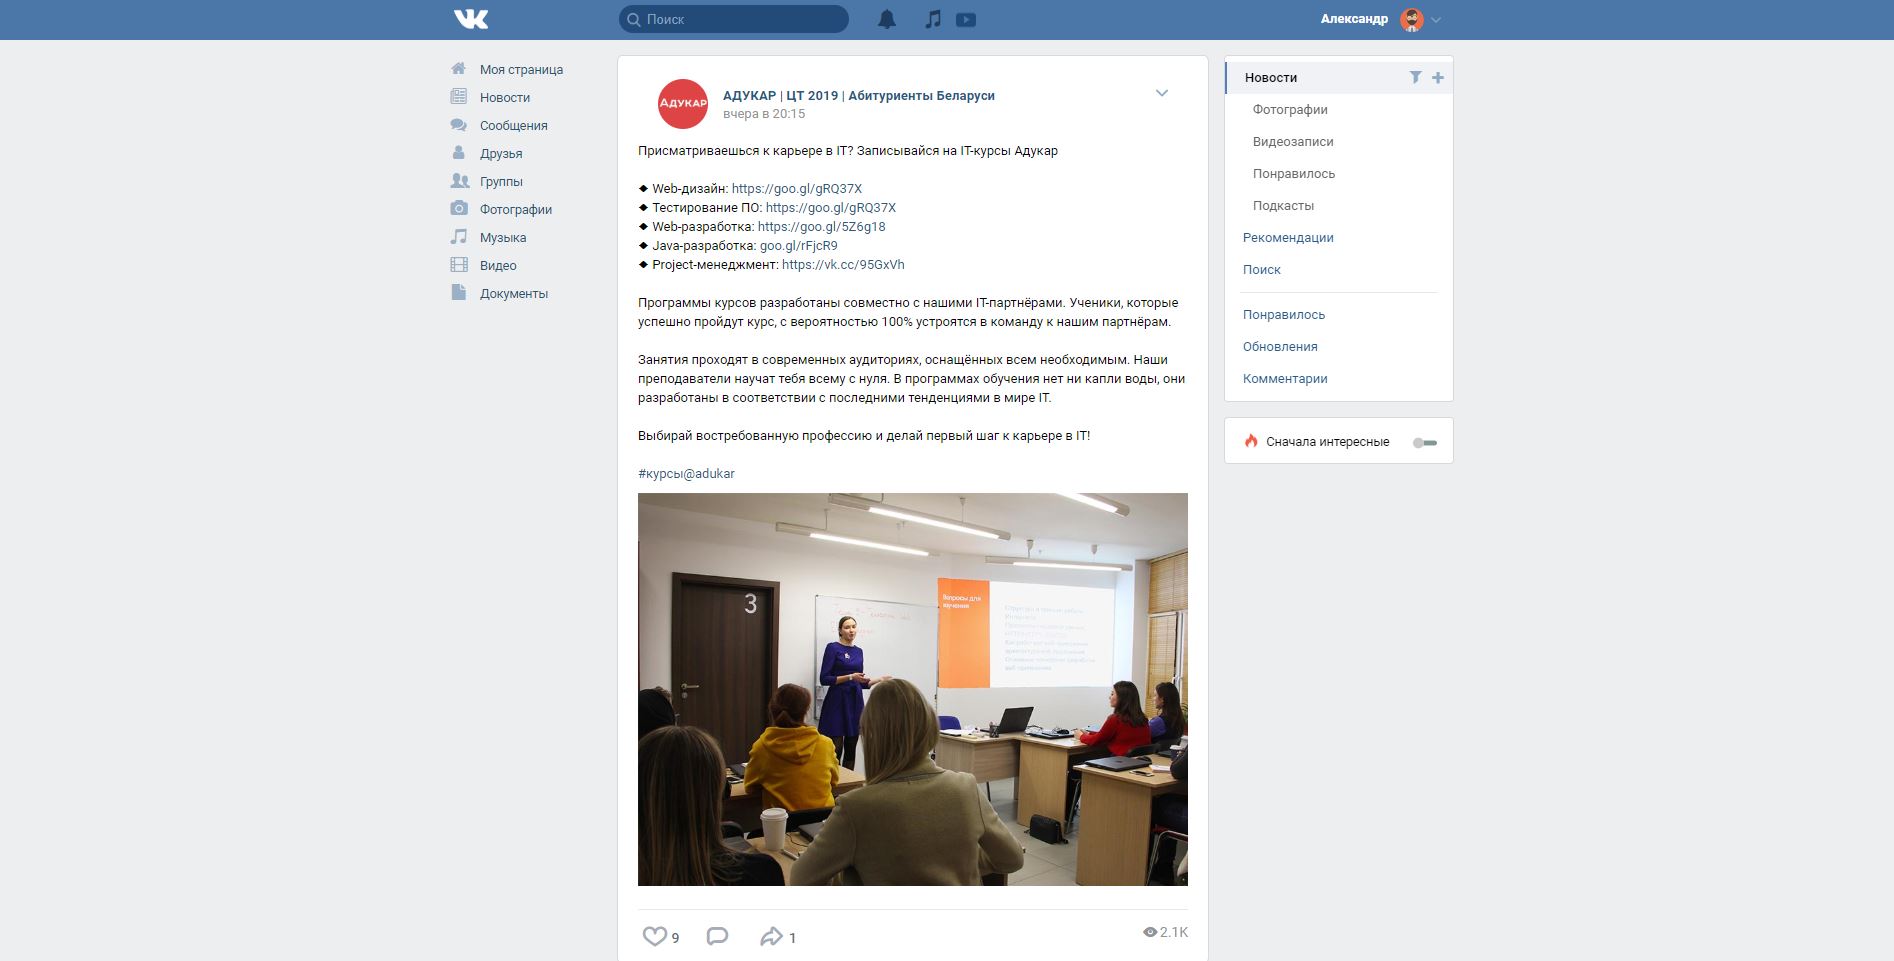 Поиск
Александр
Моя страница
Новости
Сообщения
Друзья
Группы
Фотографии
Музыка
Видео
Документы
АДУКАР
АДУКАР | ЦТ 2019 | Абитуриенты Беларуси
вчера в 20:15
Присматриваешься к карьере в IT? Записывайся на IT-курсы Адукар
◆ Web-дизайн: https://goo.gl/gRQ37X
◆ Тестирование ПО: https://goo.gl/gRQ37X
◆ Web-разработка: https://goo.gl/5Z6g18
◆ Java-разработка: goo.gl/rFjcR9
◆ Project-менеджмент: https://vk.cc/95GxVh
Программы курсов разработаны совместно с нашими IT-партнёрами. Ученики, которые
успешно пройдут курс, с вероятностью 100% устроятся в команду к нашим партнёрам.
Занятия проходят в современных аудиториях, оснащённых всем необходимым. Наши
преподаватели научат тебя всему с нуля. В программах обучения нет ни капли воды, они
разработаны в соответствии с последними тенденциями в мире IT.
Выбирай востребованную профессию и делай первый шаг к карьере в IT!
#курсы@adukar
3
Вопросы для
изучения
9
1
2.1K
Новости
Фотографии
Видеозаписи
Понравилось
Подкасты
Рекомендации
Поиск
Понравилось
Обновления
Комментарии
Сначала интересные